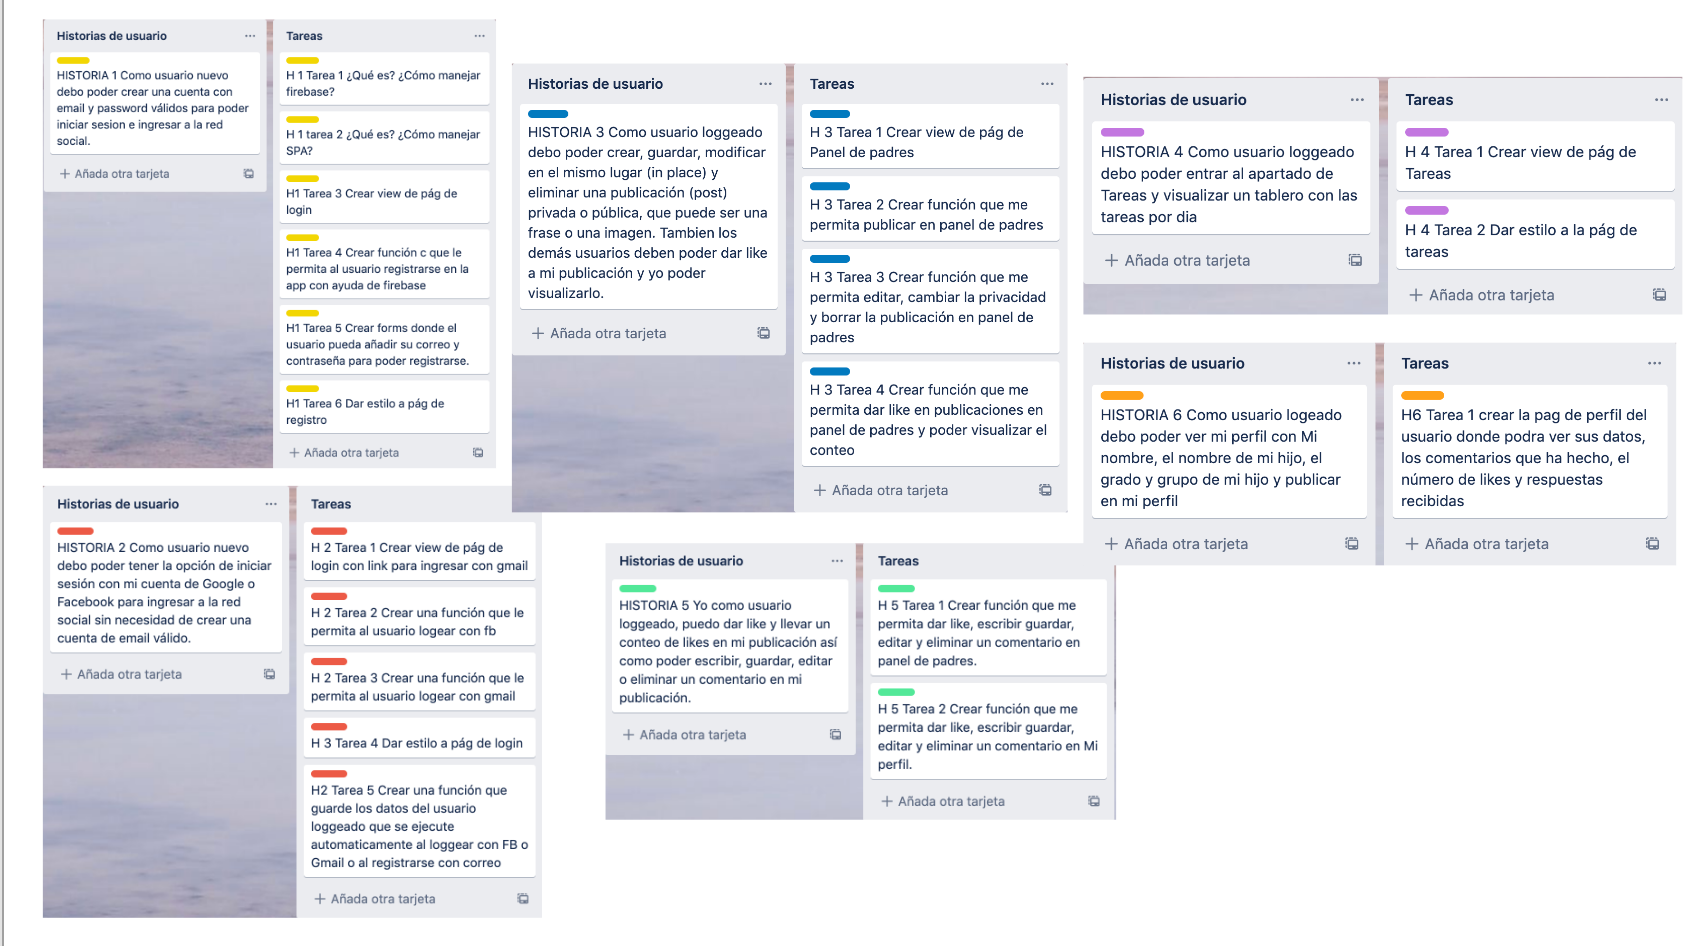 Historias de usuario ...
HISTORIA 1 Como usuario nuevo
debo poder crear una cuenta con
email y password válidos para poder
iniciar sesion e ingresar a la red
social.
+ Añada otra tarjeta
Tareas ...
H 1 Tarea 1 ¿Qué es? ¿Cómo manejar
firebase?
H 1 tarea 2 ¿Qué es? ¿Cómo manejar
SPA?
H1 Tarea 3 Crear view de pág de
login
H1 Tarea 4 Crear función c que le
permita al usuario registrarse en la
app con ayuda de firebase
H1 Tarea 5 Crear forms donde el
usuario pueda añadir su correo y
contraseña para poder registrarse.
H1 Tarea 6 Dar estilo a pág de
registro
+ Añada otra tarjeta
Historias de usuario ...
HISTORIA 2 Como usuario nuevo
debo poder tener la opción de iniciar
sesión con mi cuenta de Google o
Facebook para ingresar a la red
social sin necesidad de crear una
cuenta de email válido.
+ Añada otra tarjeta
Tareas
H 2 Tarea 1 Crear view de pág de
login con link para ingresar con gmail
H 2 Tarea 2 Crear una función que le
permita al usuario logear con fb
H 2 Tarea 3 Crear una función que le
permita al usuario logear con gmail
H 3 Tarea 4 Dar estilo a pág de login
H2 Tarea 5 Crear una función que
guarde los datos del usuario
loggeado que se ejecute
automaticamente al loggear con FB o
Gmail o al registrarse con correo
+ Añada otra tarjeta
Historias de usuario ...
HISTORIA 3 Como usuario loggeado
debo poder crear, guardar, modificar
en el mismo lugar (in place) y
eliminar una publicación (post)
privada o pública, que puede ser una
frase o una imagen. Tambien los
demás usuarios deben poder dar like
a mi publicación y yo poder
visualizarlo.
+ Añada otra tarjeta
Tareas ...
H 3 Tarea 1 Crear view de pág de
Panel de padres
H 3 Tarea 2 Crear función que me
permita publicar en panel de padres
H 3 Tarea 3 Crear función que me
permita editar, cambiar la privacidad
y borrar la publicación en panel de
padres
H 3 Tarea 4 Crear función que me
permita dar like en publicaciones en
panel de padres y poder visualizar el
conteo
+ Añada otra tarjeta
Historias de usuario ...
HISTORIA 4 Como usuario loggeado
debo poder entrar al apartado de
Tareas y visualizar un tablero con las
tareas por dia
+ Añada otra tarjeta
Tareas ...
H 4 Tarea 1 Crear view de pág de
Tareas
H 4 Tarea 2 Dar estilo a la pág de
tareas
+ Añada otra tarjeta
Historias de usuario ...
HISTORIA 5 Yo como usuario
loggeado, puedo dar like y llevar un
conteo de likes en mi publicación así
como poder escribir, guardar, editar
o eliminar un comentario en mi
publicación.
+ Añada otra tarjeta
Tareas
H 5 Tarea 1 Crear función que me
permita dar like, escribir guardar,
editar y eliminar un comentario en
panel de padres.
H 5 Tarea 2 Crear función que me
permita dar like, escribir guardar,
editar y eliminar un comentario en Mi
perfil.
+ Añada otra tarjeta
Historias de usuario ...
HISTORIA 6 Como usuario logeado
debo poder ver mi perfil con Mi
nombre, el nombre de mi hijo, el
grado y grupo de mi hijo y publicar
en mi perfil
+ Añada otra tarjeta
Tareas ...
H6 Tarea 1 crear la pag de perfil del
usuario donde podra ver sus datos,
los comentarios que ha hecho, el
número de likes y respuestas
recibidas
+ Añada otra tarjeta